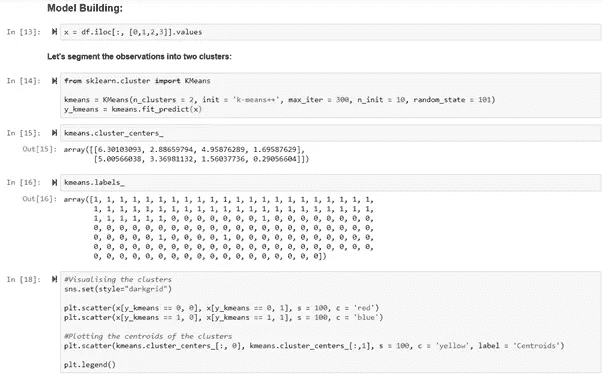 Model Building:
In [13]: x = df.iloc[:, [0,1,2,3]].values
Let's segment the observations into two clusters:
In [14]: from sklearn.cluster import KMeans
kmeans = KMeans(n_clusters = 2, init = 'k-means++', max_iter = 300, n_init = 10, random_state = 101)
y_kmeans = kmeans.fit_predict(x)
In [15]: kmeans.cluster_centers_
Out[15]: array([[6.30103093, 2.88659794, 4.95876289, 1.69587629],
[5.00566038, 3.36981132, 1.56037736, 0.29056604]])
In [16]: kmeans.labels_
Out[16]: array([1, 1, 1, 1, 1, 1, 1, 1, 1, 1, 1, 1, 1, 1, 1, 1, 1, 1, 1, 1, 1, 1,
1, 1, 1, 1, 1, 1, 1, 1, 1, 1, 1, 1, 1, 1, 1, 1, 1, 1, 1, 1, 1, 1,
1, 1, 1, 1, 1, 1, 0, 0, 0, 0, 0, 0, 0, 1, 0, 0, 0, 0, 0, 0, 0, 0,
0, 0, 0, 0, 0, 0, 0, 0, 0, 0, 0, 0, 0, 0, 0, 0, 0, 0, 0, 0, 0, 0,
0, 0, 0, 0, 0, 1, 0, 0, 0, 0, 1, 0, 0, 0, 0, 0, 0, 0, 0, 0, 0, 0,
0, 0, 0, 0, 0, 0, 0, 0, 0, 0, 0, 0, 0, 0, 0, 0, 0, 0, 0, 0, 0, 0,
0, 0, 0, 0, 0, 0, 0, 0, 0, 0, 0, 0, 0, 0, 0, 0, 0, 0])
In [18]: #Visualising the clusters
sns.set(style="darkgrid")
plt.scatter(x[y_kmeans == 0, 0], x[y_kmeans == 0, 1], s = 100, c = 'red')
plt.scatter(x[y_kmeans == 1, 0], x[y_kmeans == 1, 1], s = 100, c = 'blue')
#Plotting the centroids of the clusters
plt.scatter(kmeans.cluster_centers_[:, 0], kmeans.cluster_centers_[:,1], s = 100, c = 'yellow', label = 'Centroids')
plt.legend()